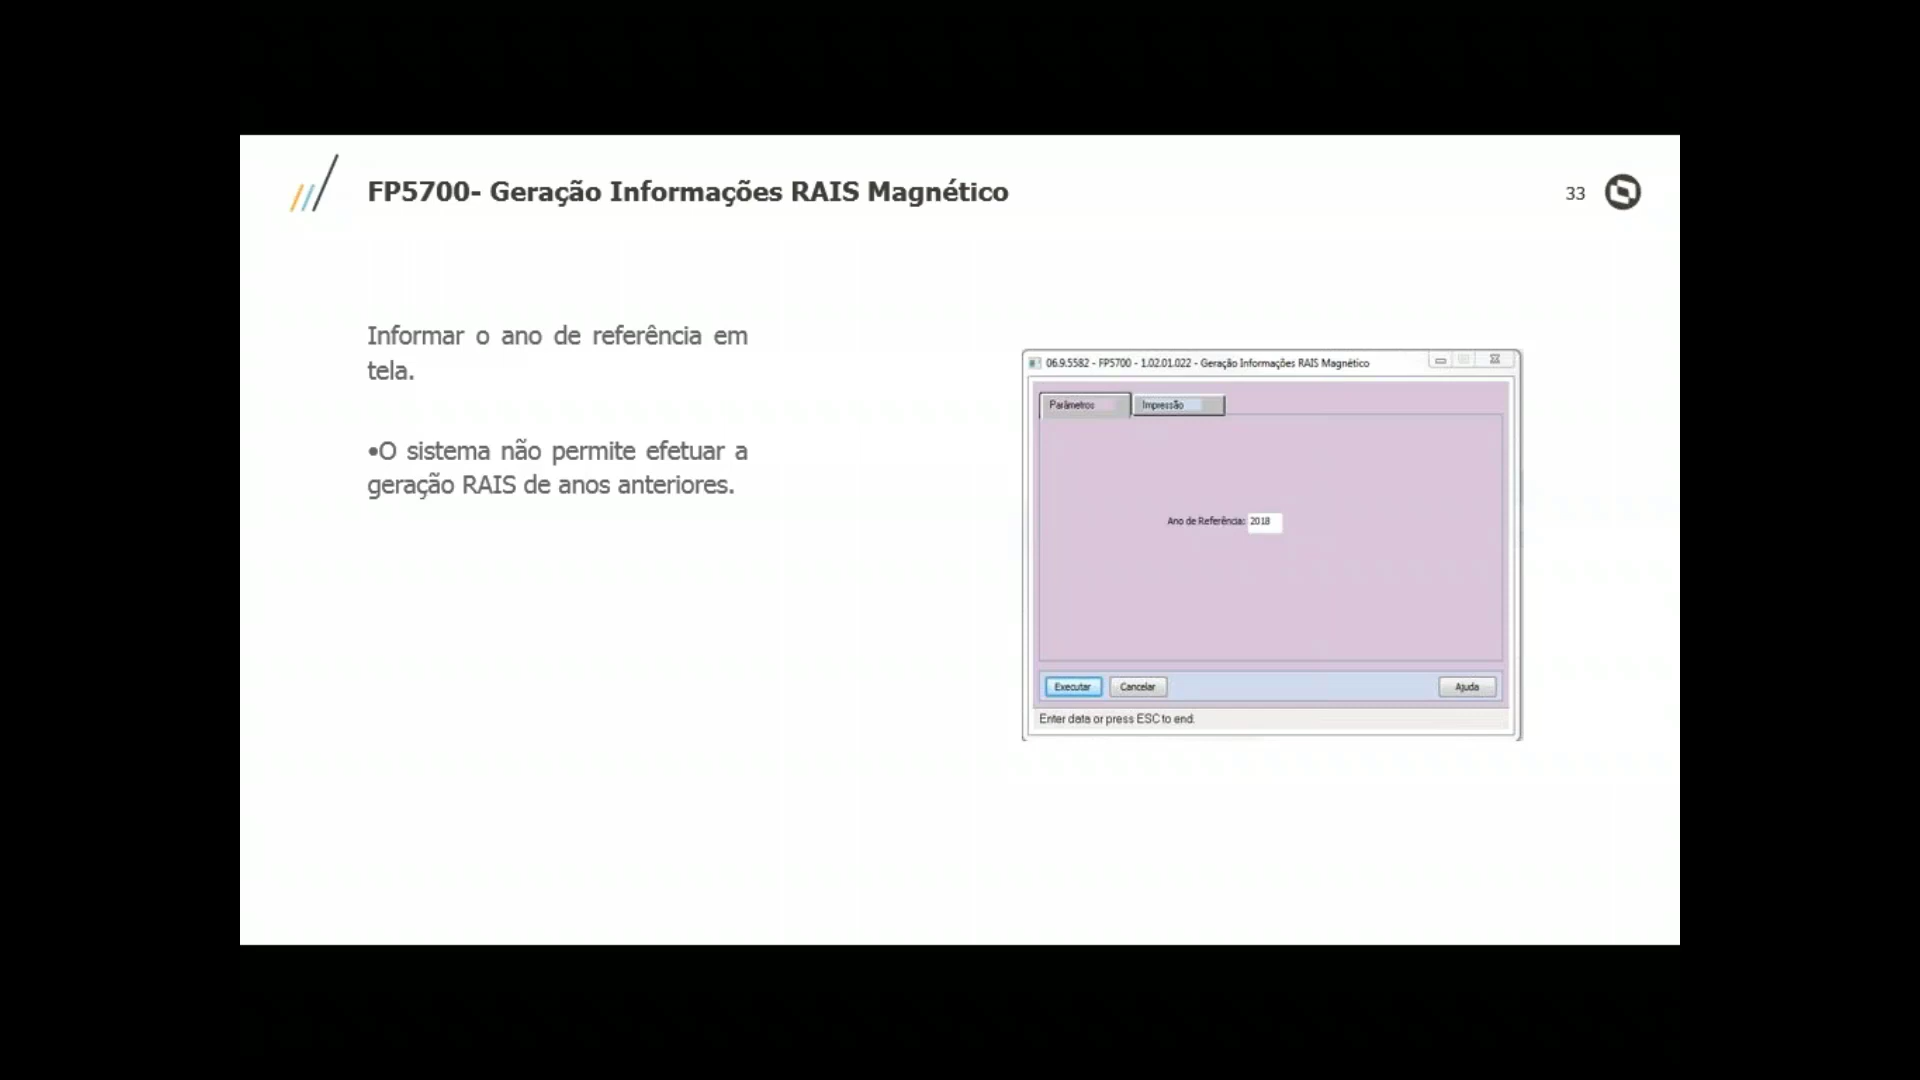 FP5700- Geração Informações RAIS Magnético
33
Informar o ano de referência em
tela.
•O sistema não permite efetuar a
geração RAIS de anos anteriores.
06.9.5582 - FP5700 - 1.02.01.022 - Geração Informações RAIS Magnético
Parâmetros
Impressão
Ano de Referência: 2018
Executar
Cancelar
Ajuda
Enter data or press ESC to end.